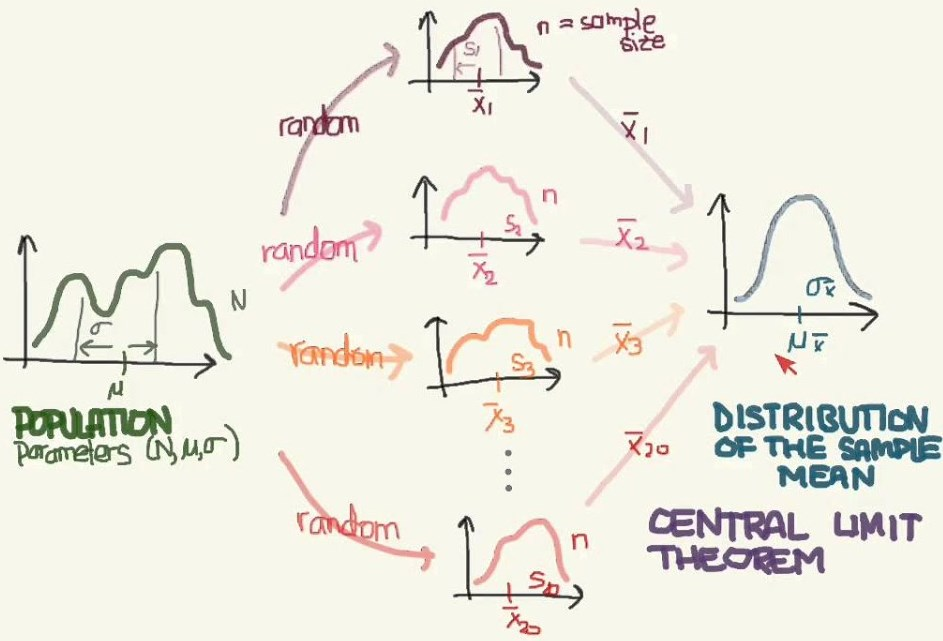 n = sample
size
S₁
x̄₁
random
x̄₁
n
S₂
x̄₂
random
x̄₂
σ
N
μ
POPULATION
Parameters (N, μ, σ)
random
n
S₃
x̄₃
x̄₃
σx̄
μx̄
DISTRIBUTION
OF THE SAMPLE
MEAN
random
x̄₂₀
n
S₂₀
x̄₂₀
CENTRAL LIMIT
THEOREM